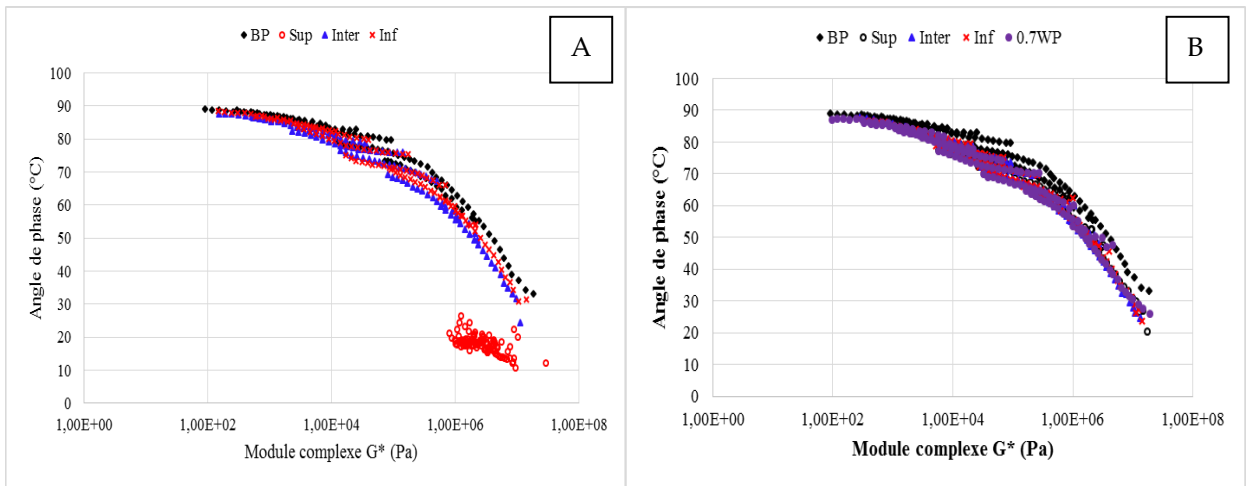 BP Sup Inter Inf
A
Angle de phase (°C)
100
90
80
70
60
50
40
30
20
10
0
1,00E+00 1,00E+02 1,00E+04 1,00E+06 1,00E+08
Module complexe G* (Pa)
BP Sup Inter Inf 0.7WP
B
Angle de phase (°C)
100
90
80
70
60
50
40
30
20
10
0
1,00E+00 1,00E+02 1,00E+04 1,00E+06 1,00E+08
Module complexe G* (Pa)